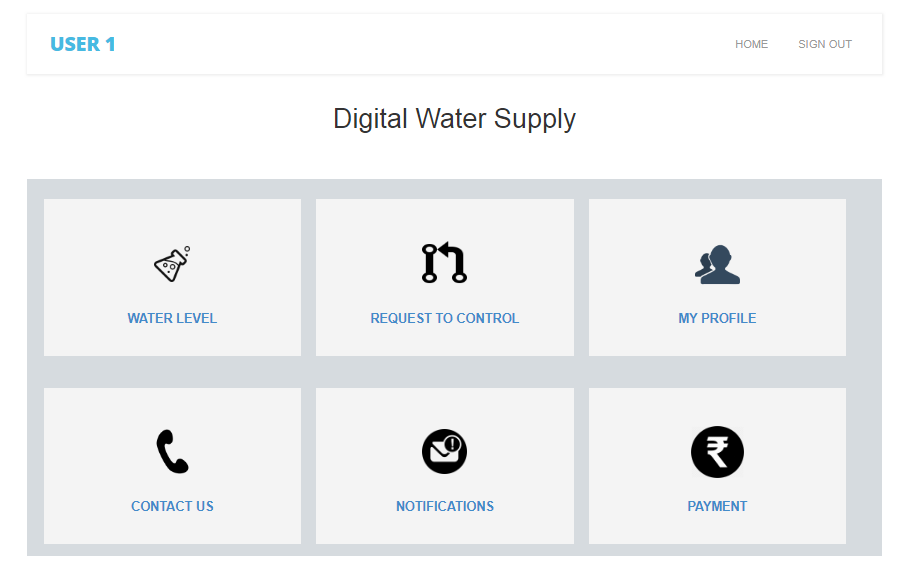 USER 1
HOME SIGN OUT
Digital Water Supply
WATER LEVEL
REQUEST TO CONTROL
MY PROFILE
CONTACT US
NOTIFICATIONS
PAYMENT